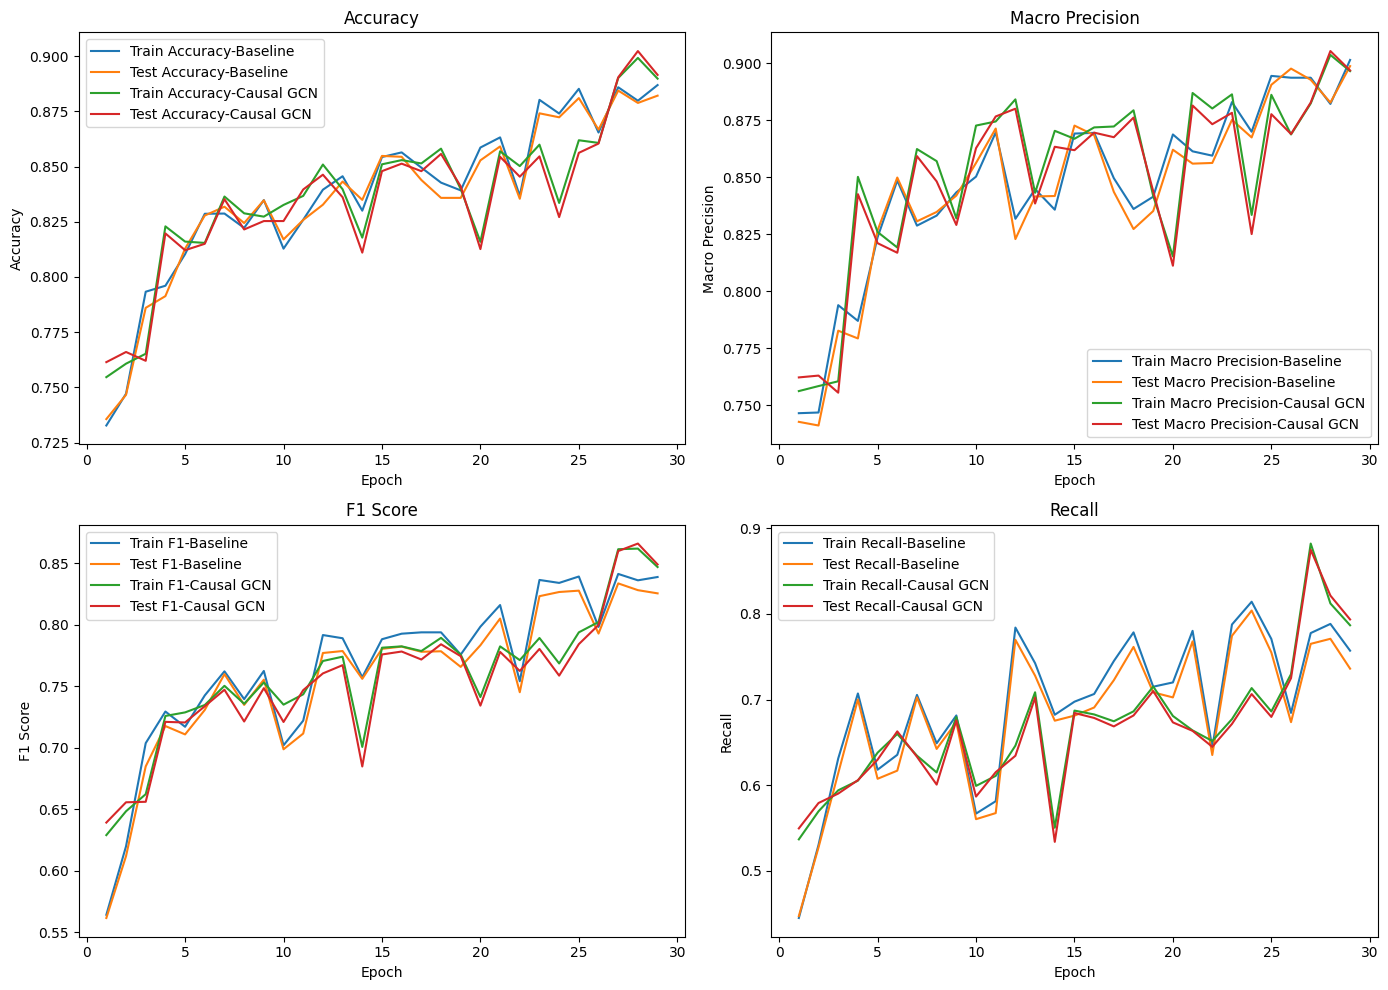 Accuracy
Train Accuracy-Baseline
Test Accuracy-Baseline
Train Accuracy-Causal GCN
Test Accuracy-Causal GCN
0.900
0.875
0.850
0.825
0.800
0.775
0.750
0.725
Accuracy
0 5 10 15 20 25 30
Epoch
Macro Precision
0.900
0.875
0.850
0.825
0.800
0.775
0.750
Macro Precision
Train Macro Precision-Baseline
Test Macro Precision-Baseline
Train Macro Precision-Causal GCN
Test Macro Precision-Causal GCN
0 5 10 15 20 25 30
Epoch
F1 Score
Train F1-Baseline
Test F1-Baseline
Train F1-Causal GCN
Test F1-Causal GCN
0.85
0.80
0.75
0.70
0.65
0.60
0.55
F1 Score
0 5 10 15 20 25 30
Epoch
Recall
Train Recall-Baseline
Test Recall-Baseline
Train Recall-Causal GCN
Test Recall-Causal GCN
0.9
0.8
0.7
0.6
0.5
Recall
0 5 10 15 20 25 30
Epoch